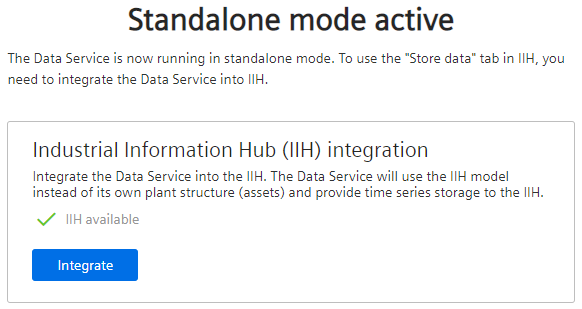 Standalone mode active
The Data Service is now running in standalone mode. To use the "Store data" tab in IIH, you
need to integrate the Data Service into IIH.
Industrial Information Hub (IIH) integration
Integrate the Data Service into the IIH. The Data Service will use the IIH model
instead of its own plant structure (assets) and provide time series storage to the IIH.
IIH available
Integrate